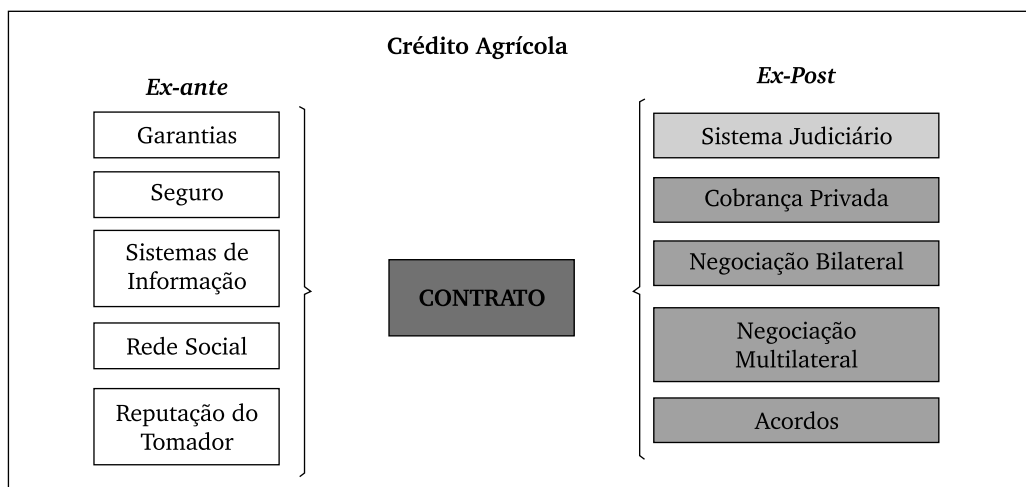 Crédito Agrícola
Ex-ante
Garantias
Seguro
Sistemas de
Informação
Rede Social
Reputação do
Tomador
CONTRATO
Ex-Post
Sistema Judiciário
Cobrança Privada
Negociação Bilateral
Negociação
Multilateral
Acordos